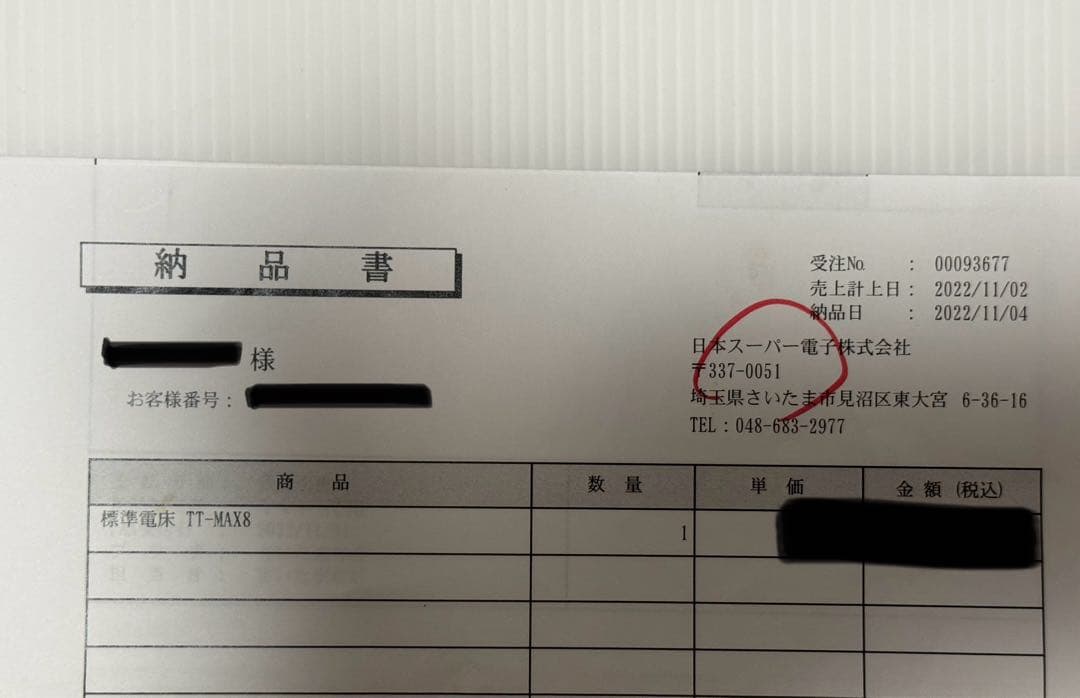 納品書
受注No. : 00093677
売上計上日 : 2022/11/02
納品日 : 2022/11/04
様
お客様番号 :
日本スーパー電子株式会社
〒337-0051
埼玉県さいたま市見沼区東大宮 6-36-16
TEL : 048-683-2977
商品 数量 単価 金額 (税込)
標準電床 TT-MAX8 1